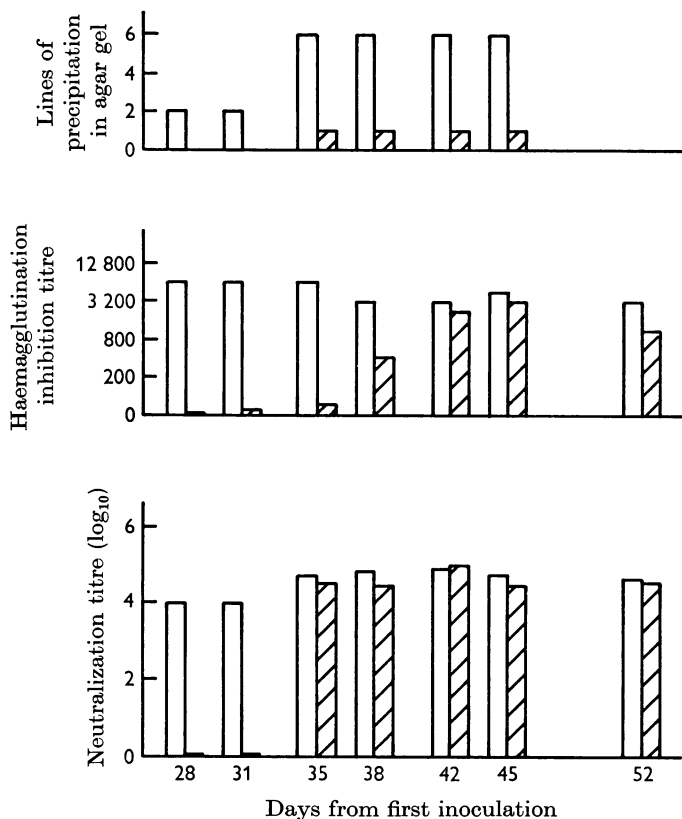 Lines of
precipitation
in agar gel
6
4
2
0
Haemagglutination
inhibition titre
12 800
3 200
800
200
0
Neutralization titre (log₁₀)
6
4
2
0
28 31 35 38 42 45 52
Days from first inoculation